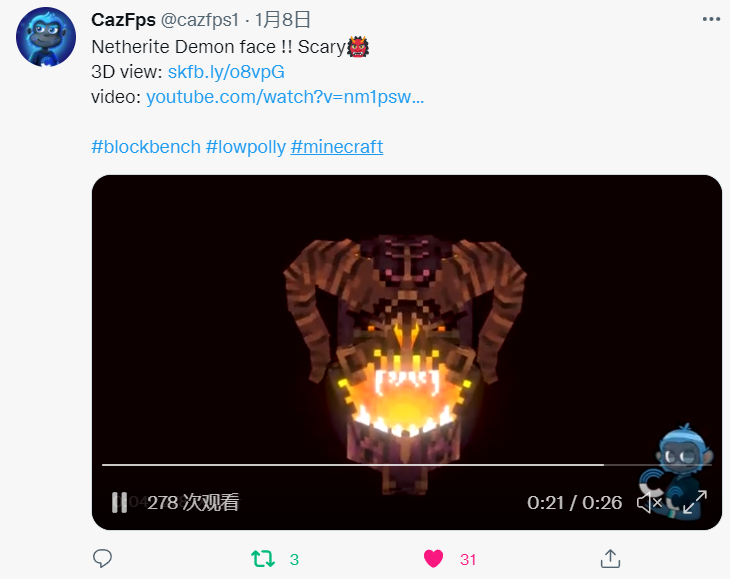 CazFps @cazfps1 · 1月8日
Netherite Demon face !! Scary👹
3D view: skfb.ly/o8vpG
video: youtube.com/watch?v=nm1psw...
#blockbench #lowpolly #minecraft
278 次观看 0:21 / 0:26
3 31